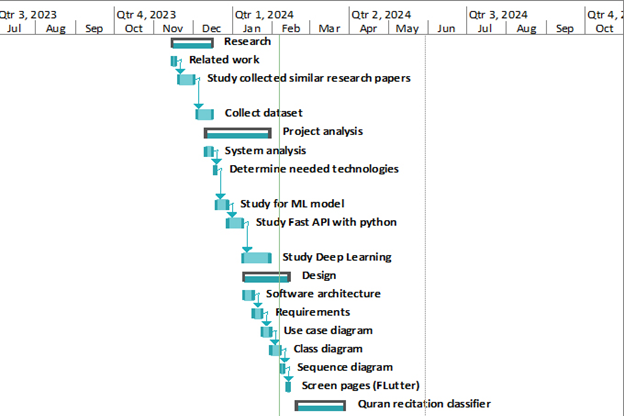 Qtr 3, 2023 Qtr 4, 2023 Qtr 1, 2024 Qtr 2, 2024 Qtr 3, 2024 Qtr 4, 2
Jul Aug Sep Oct Nov Dec Jan Feb Mar Apr May Jun Jul Aug Sep Oct
Research
Related work
Study collected similar research papers
Collect dataset
Project analysis
System analysis
Determine needed technologies
Study for ML model
Study Fast API with python
Study Deep Learning
Design
Software architecture
Requirements
Use case diagram
Class diagram
Sequence diagram
Screen pages (FLutter)
Quran recitation classifier